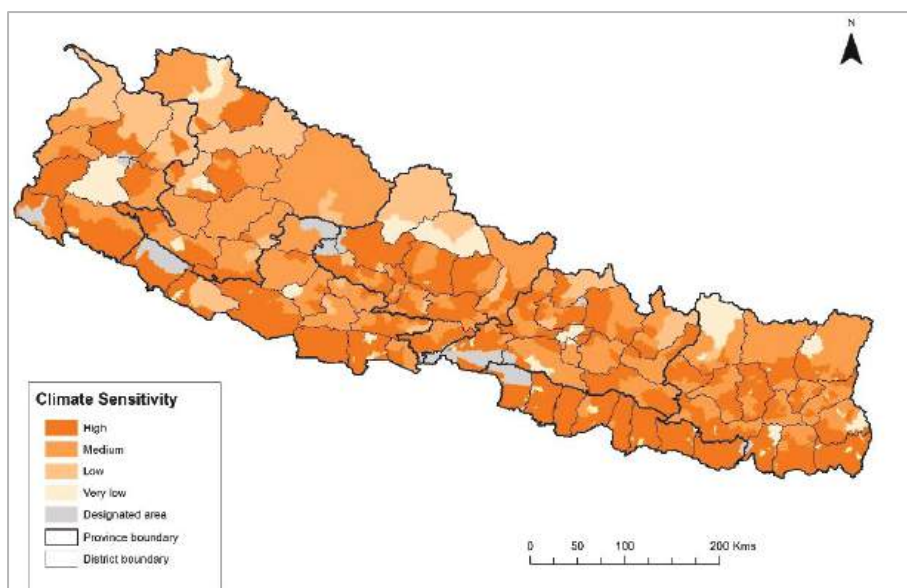 N
Climate Sensitivity
High
Medium
Low
Very low
Designated area
Province boundary
District boundary
0 50 100 200 Kms